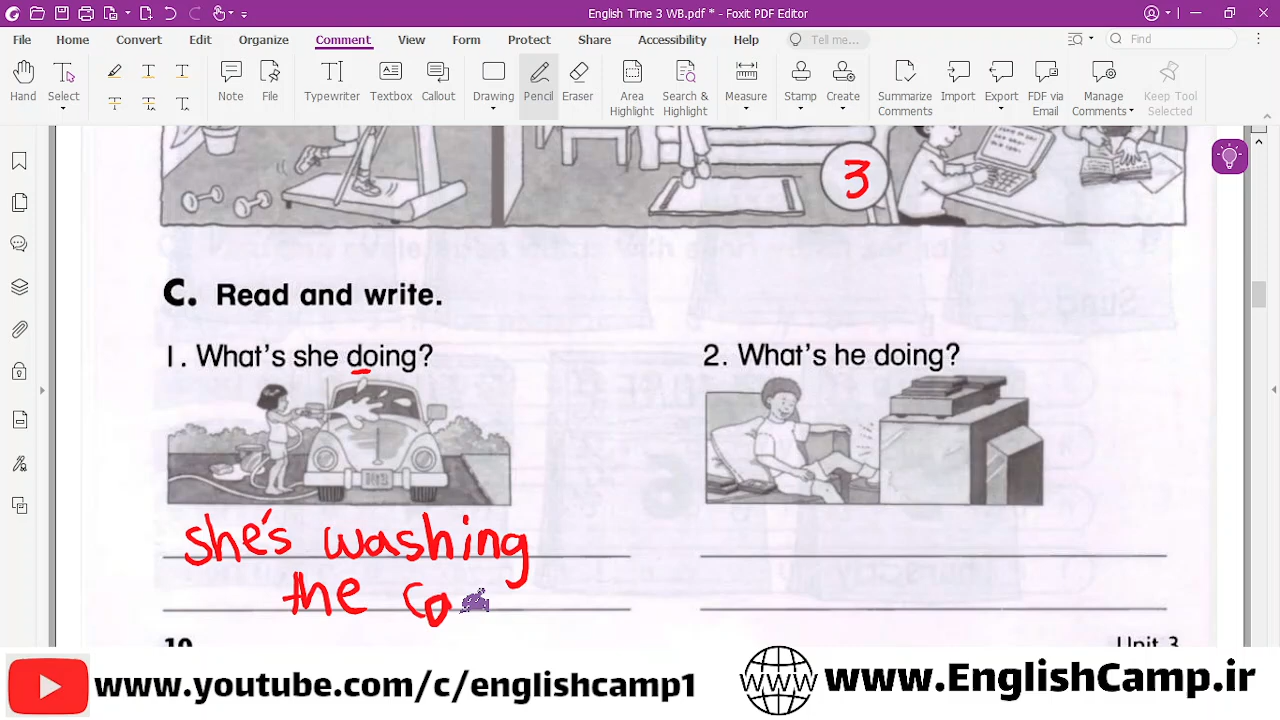 English Time 3 WB.pdf * - Foxit PDF Editor
File Home Convert Edit Organize Comment View Form Protect Share Accessibility Help Tell me... Find
Hand Select Note File Typewriter Textbox Callout Drawing Pencil Eraser Area Highlight Search & Highlight Measure Stamp Create Summarize Comments Import Export PDF via Email Manage Comments Keep Tool Selected
3
C. Read and write.
1. What's she doing?
2. What's he doing?
she's washing
the ca
10
Unit 3
www.youtube.com/c/englishcamp1
www.EnglishCamp.ir
WWW